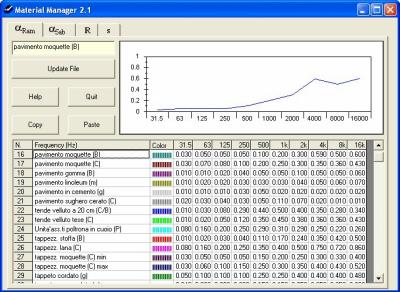 Material Manager 2.1
αRam αSab R s
pavimento moquette {B}
Update File
Help Quit
Copy Paste
1
0.8
0.6
0.4
0.2
0
31.5 63 125 250 500 1000 2000 4000 8000 16000
N. Frequency (Hz) Color 31.5 63 125 250 500 1k 2k 4k 8k 16k
16 pavimento moquette {B} 0.030 0.050 0.050 0.050 0.100 0.200 0.300 0.590 0.500 0.600
17 pavimento moquette {C} 0.030 0.070 0.080 0.100 0.200 0.250 0.300 0.350 0.360 0.430
18 pavimento gomma {B} 0.010 0.010 0.020 0.040 0.050 0.050 0.100 0.050 0.050 0.060
19 pavimento linoleum {m} 0.010 0.020 0.020 0.030 0.030 0.030 0.040 0.050 0.060 0.070
20 pavimento in cemento {g} 0.010 0.010 0.010 0.030 0.050 0.020 0.020 0.020 0.020 0.020
21 pavimento sughero cerato {C} 0.020 0.030 0.040 0.030 0.050 0.110 0.070 0.020 0.010 0.010
22 tende velluto a 20 cm {C/B} 0.010 0.030 0.080 0.290 0.440 0.500 0.400 0.350 0.280 0.340
23 tende velluto tese {C} 0.010 0.020 0.050 0.120 0.350 0.450 0.380 0.360 0.360 0.430
24 Unita'ass.ti poltrona in cuoio {P} 0.080 0.160 0.200 0.250 0.290 0.310 0.290 0.250 0.220 0.260
25 tappezz. stoffa {B} 0.010 0.020 0.030 0.040 0.110 0.170 0.240 0.350 0.420 0.500
26 tappezz. lana {C} 0.080 0.160 0.200 0.250 0.350 0.400 0.500 0.750 0.720 0.860
27 tappezz. moquette {C} min 0.030 0.050 0.050 0.050 0.150 0.200 0.250 0.300 0.330 0.400
28 tappezz. moquette {C} max 0.030 0.060 0.100 0.150 0.250 0.300 0.350 0.400 0.430 0.520
29 tappeto cordato {g} 0.050 0.100 0.100 0.100 0.250 0.250 0.400 0.400 0.400 0.480